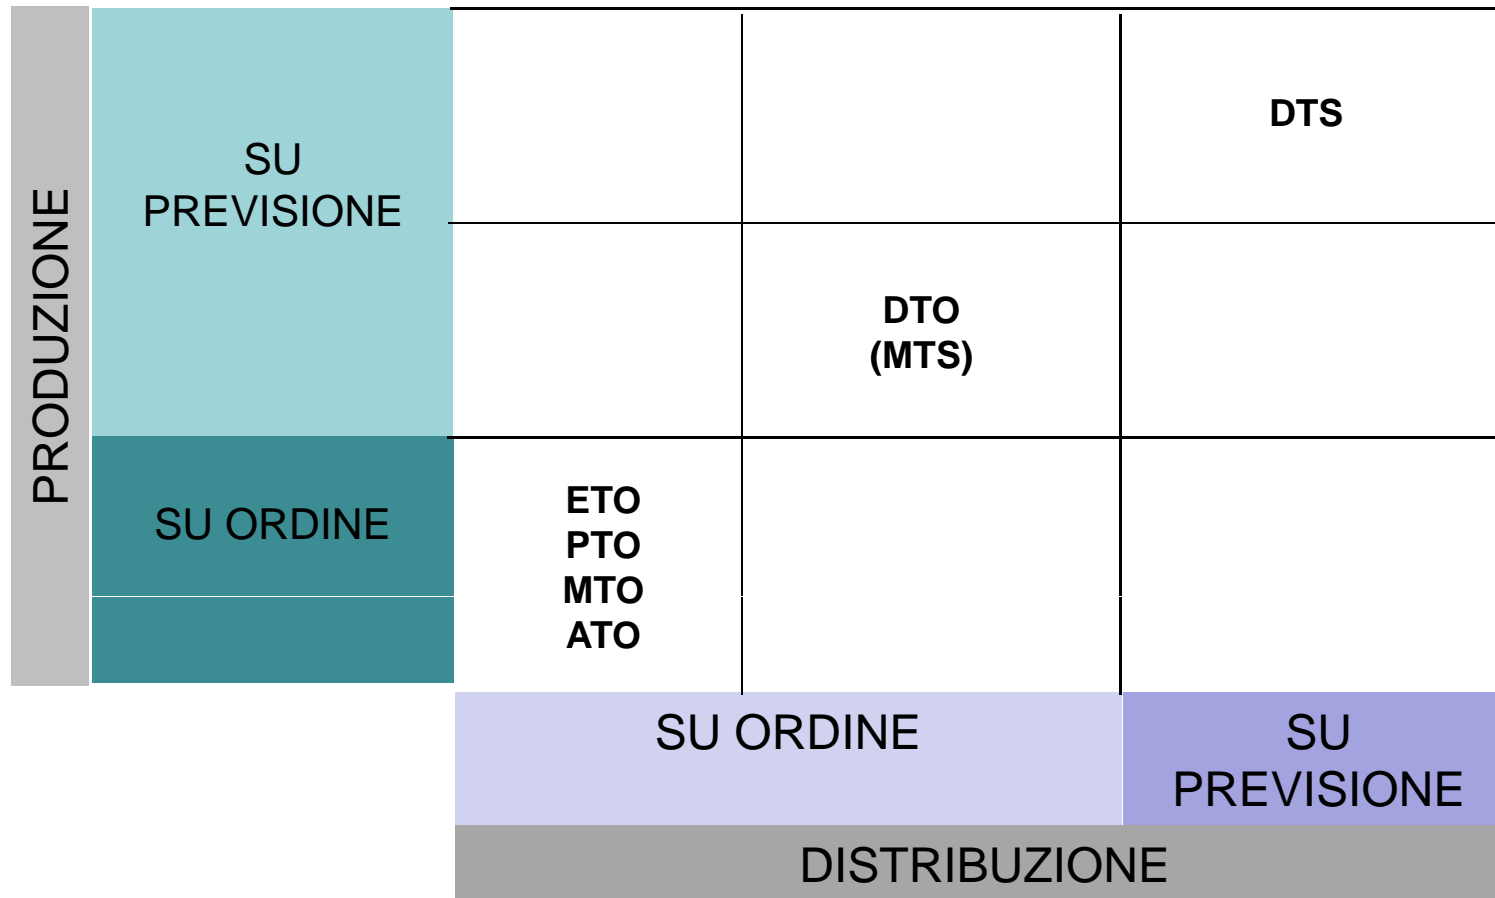 PRODUZIONE
SU
PREVISIONE
DTS
DTO
(MTS)
SU ORDINE
ETO
PTO
MTO
ATO
SU ORDINE
SU
PREVISIONE
DISTRIBUZIONE